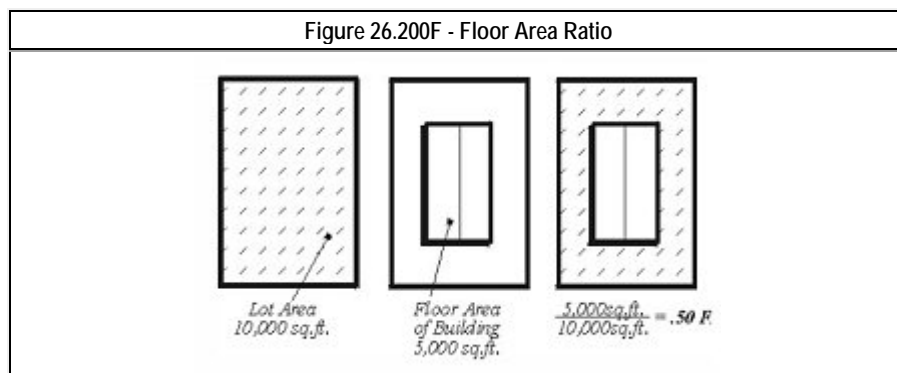 Figure 26.200F - Floor Area Ratio
Lot Area
10,000 sq.ft.
Floor Area
of Building
5,000 sq.ft.
5,000sq.ft.
10,000sq.ft. = .50 F.